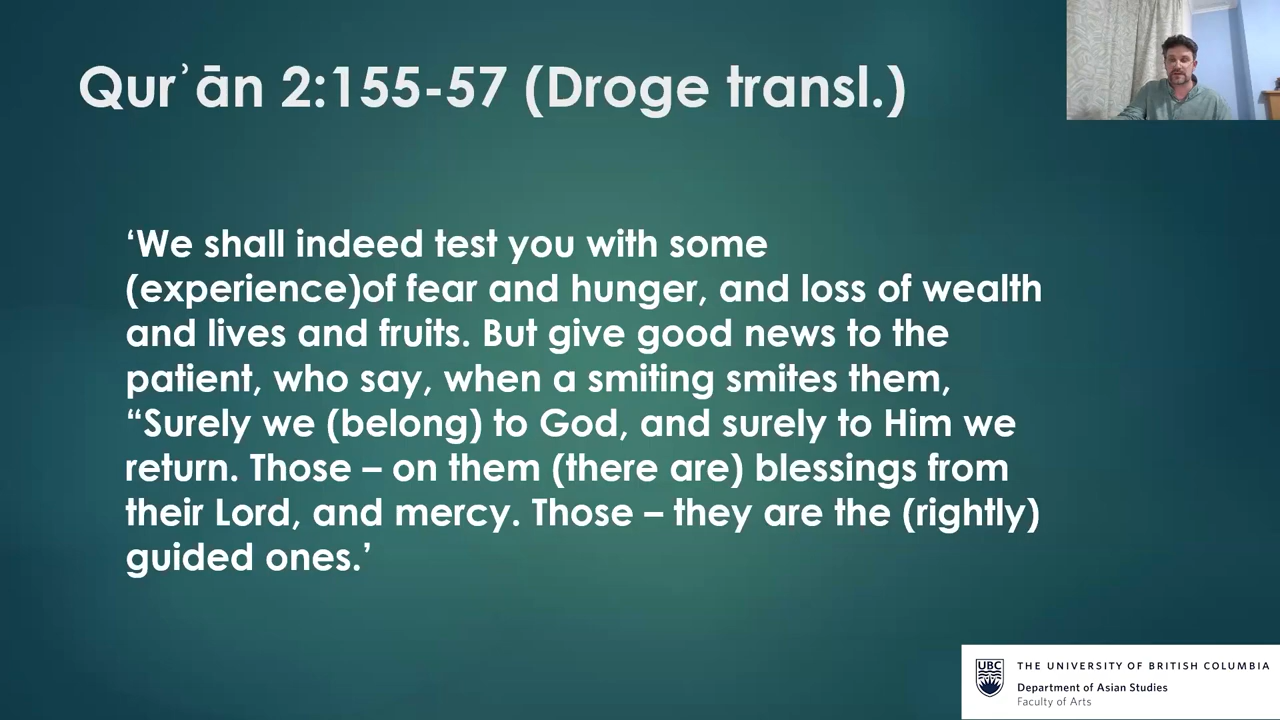 Qurʾān 2:155-57 (Droge transl.)
‘We shall indeed test you with some
(experience)of fear and hunger, and loss of wealth
and lives and fruits. But give good news to the
patient, who say, when a smiting smites them,
“Surely we (belong) to God, and surely to Him we
return. Those – on them (there are) blessings from
their Lord, and mercy. Those – they are the (rightly)
guided ones.’
UBC
THE UNIVERSITY OF BRITISH COLUMBIA
Department of Asian Studies
Faculty of Arts